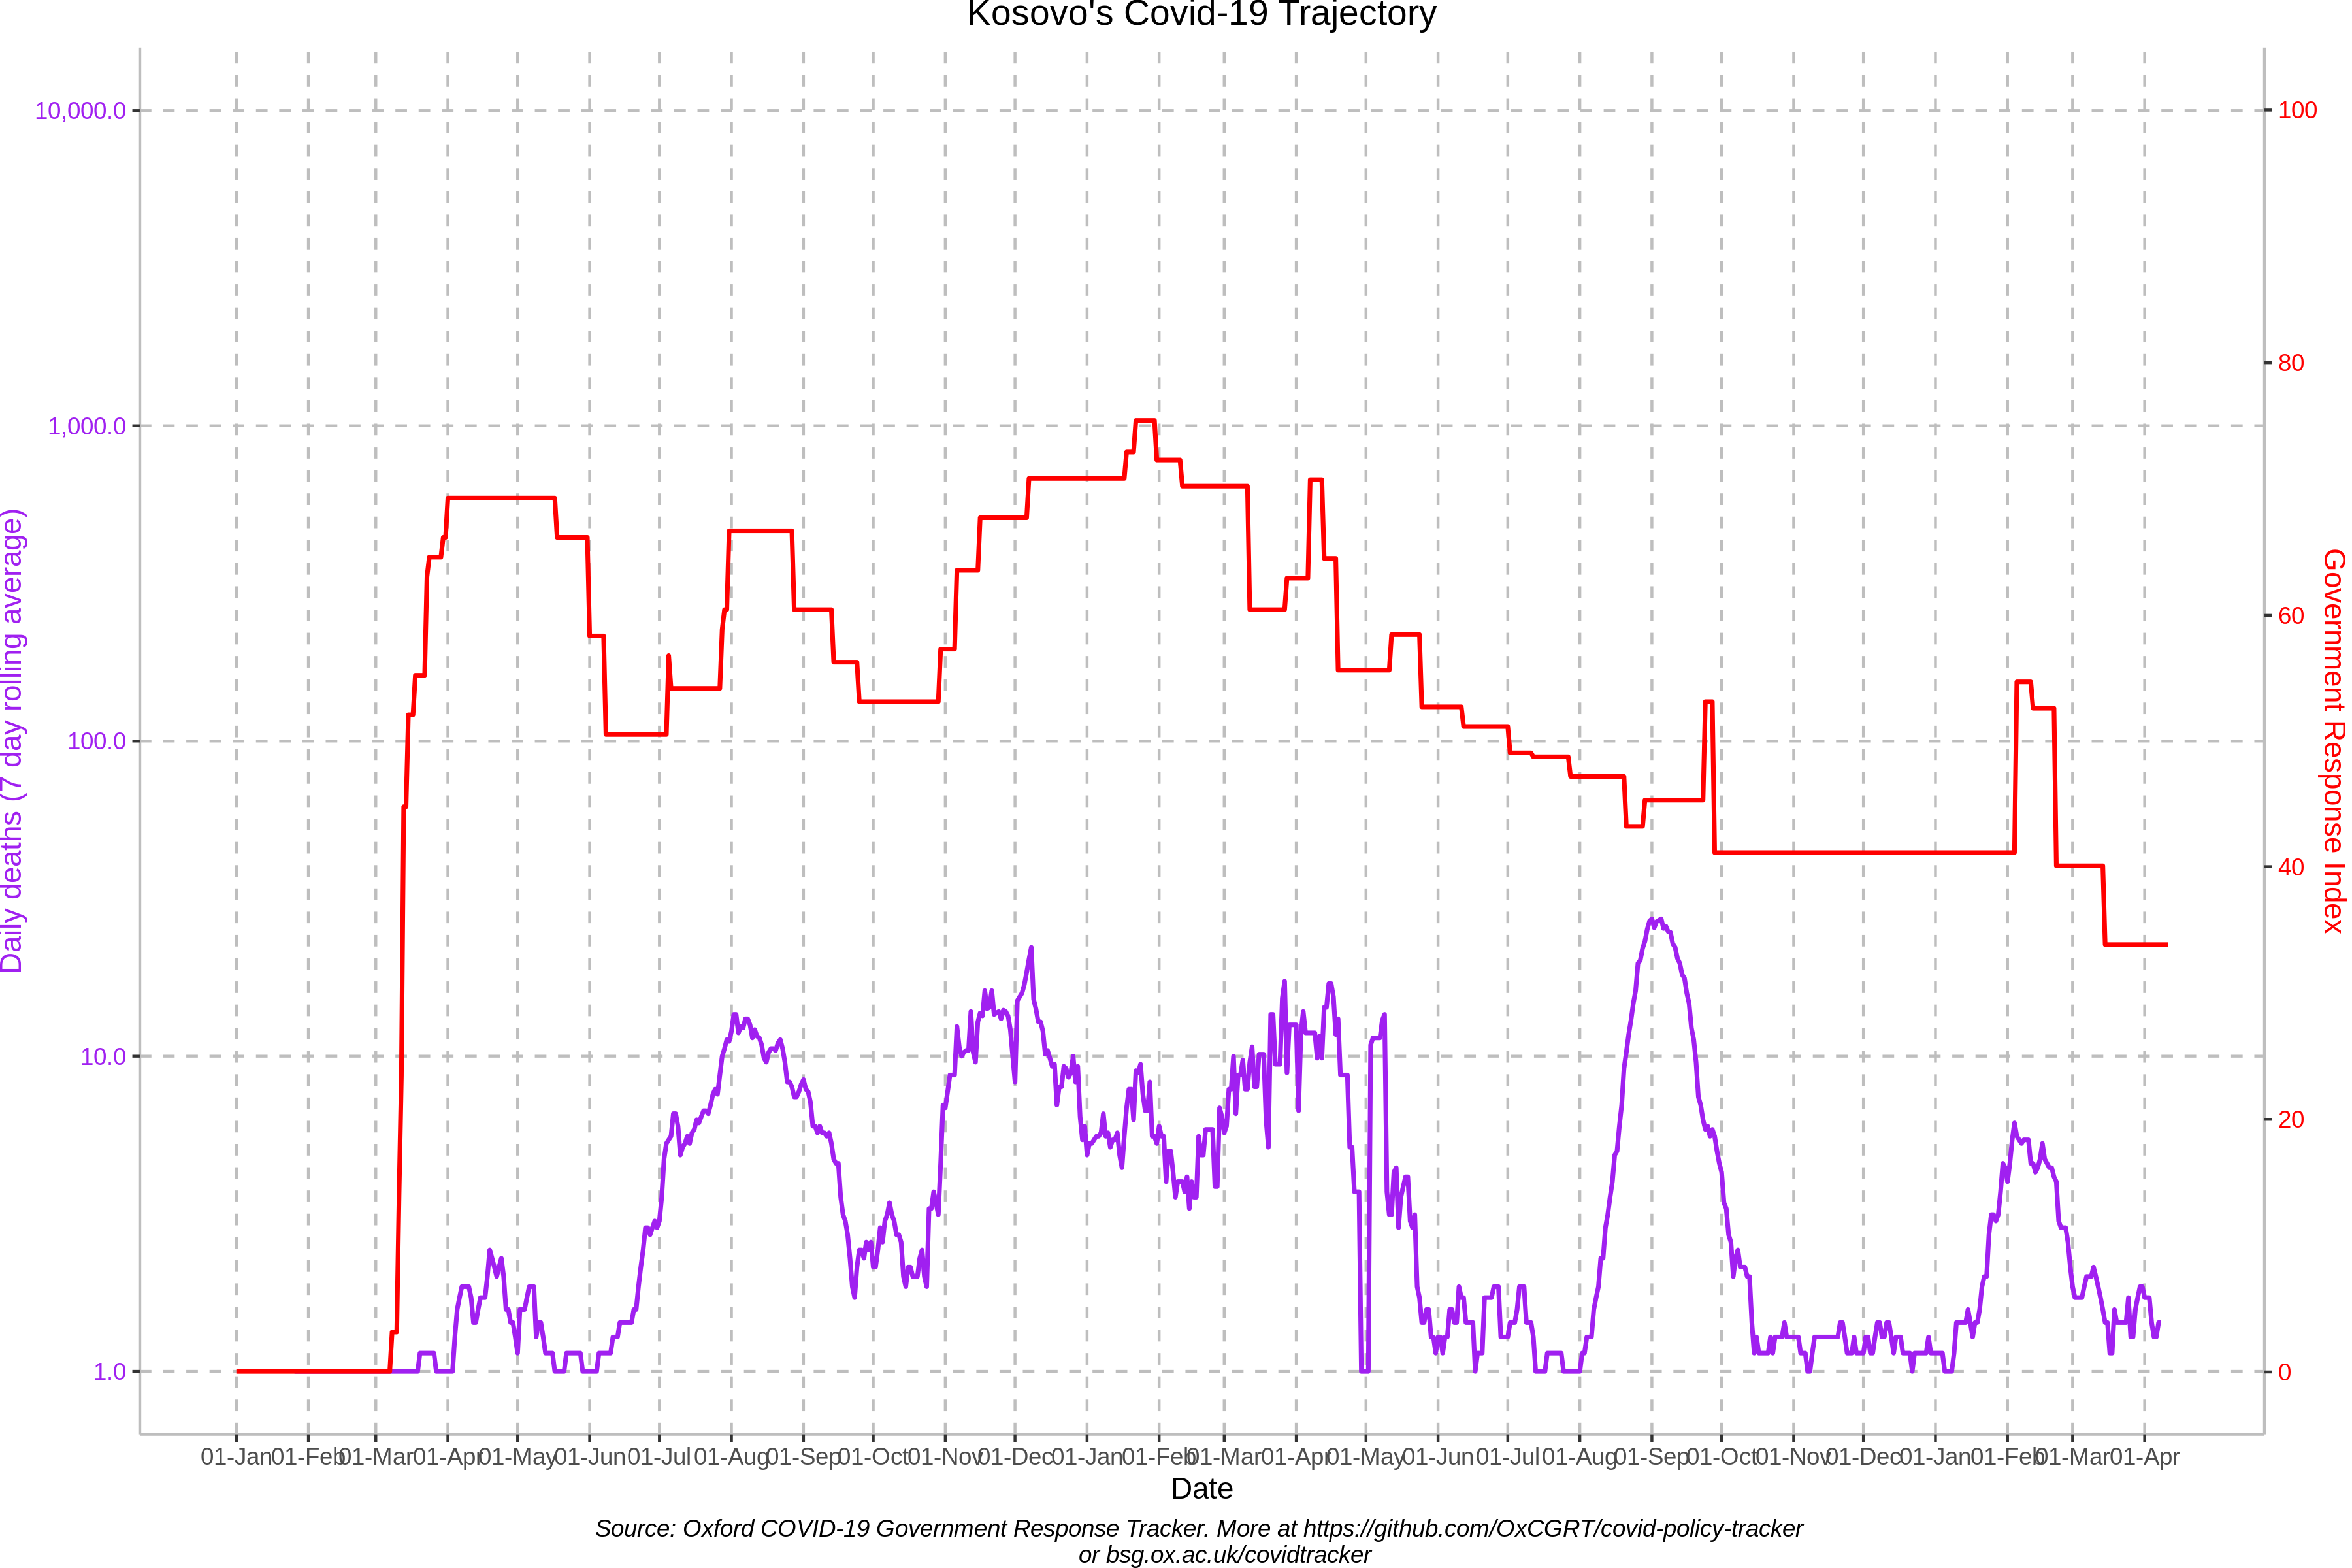 Kosovo's Covid-19 Trajectory
10,000.0
1,000.0
100.0
10.0
1.0
Daily deaths (7 day rolling average)
100
80
60
40
20
0
Government Response Index
01-Jan 01-Feb 01-Mar 01-Apr 01-May 01-Jun 01-Jul 01-Aug 01-Sep 01-Oct 01-Nov 01-Dec 01-Jan 01-Feb 01-Mar 01-Apr 01-May 01-Jun 01-Jul 01-Aug 01-Sep 01-Oct 01-Nov 01-Dec 01-Jan 01-Feb 01-Mar 01-Apr
Date
Source: Oxford COVID-19 Government Response Tracker. More at https://github.com/OxCGRT/covid-policy-tracker
or bsg.ox.ac.uk/covidtracker